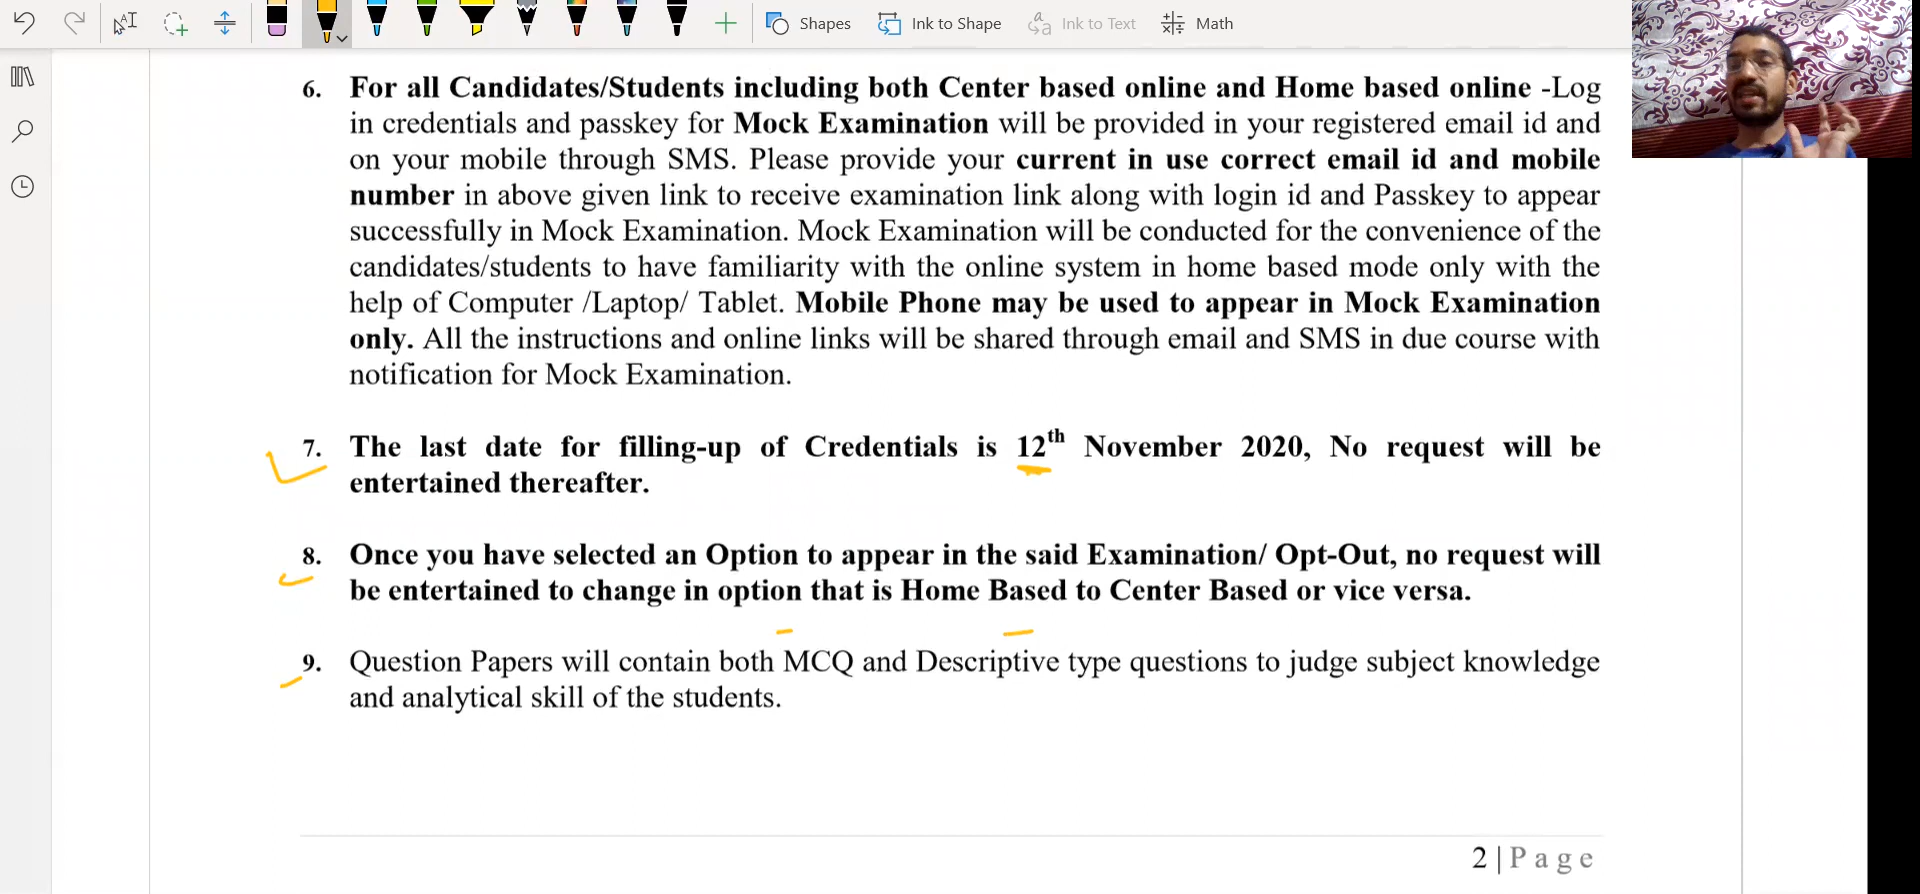 Shapes Ink to Shape Ink to Text Math
6. For all Candidates/Students including both Center based online and Home based online -Log
in credentials and passkey for Mock Examination will be provided in your registered email id and
on your mobile through SMS. Please provide your current in use correct email id and mobile
number in above given link to receive examination link along with login id and Passkey to appear
successfully in Mock Examination. Mock Examination will be conducted for the convenience of the
candidates/students to have familiarity with the online system in home based mode only with the
help of Computer /Laptop/ Tablet. Mobile Phone may be used to appear in Mock Examination
only. All the instructions and online links will be shared through email and SMS in due course with
notification for Mock Examination.
7. The last date for filling-up of Credentials is 12th November 2020, No request will be
entertained thereafter.
8. Once you have selected an Option to appear in the said Examination/ Opt-Out, no request will
be entertained to change in option that is Home Based to Center Based or vice versa.
9. Question Papers will contain both MCQ and Descriptive type questions to judge subject knowledge
and analytical skill of the students.
2 | P a g e